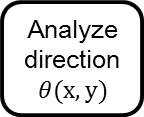 Analyze
direction
θ(x, y)